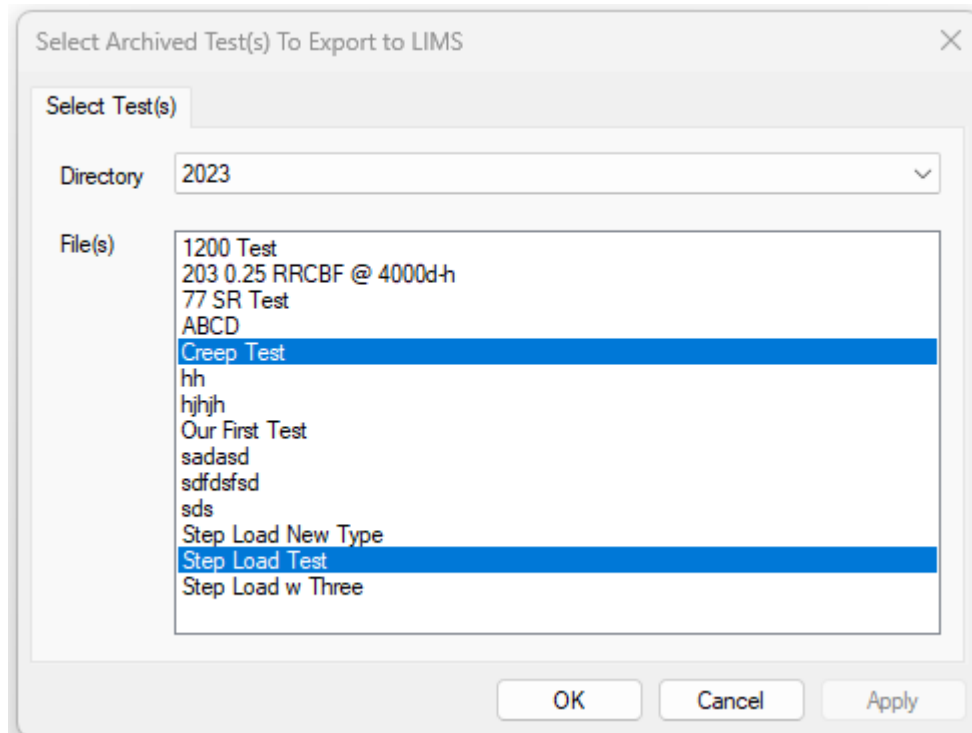 Select Archived Test(s) To Export to LIMS
Select Test(s)
Directory 2023
File(s)
1200 Test
203 0.25 RRCBF @ 4000d-h
77 SR Test
ABCD
Creep Test
hh
hjhjh
Our First Test
sadasd
sdfdsfsd
sds
Step Load New Type
Step Load Test
Step Load w Three
OK Cancel Apply